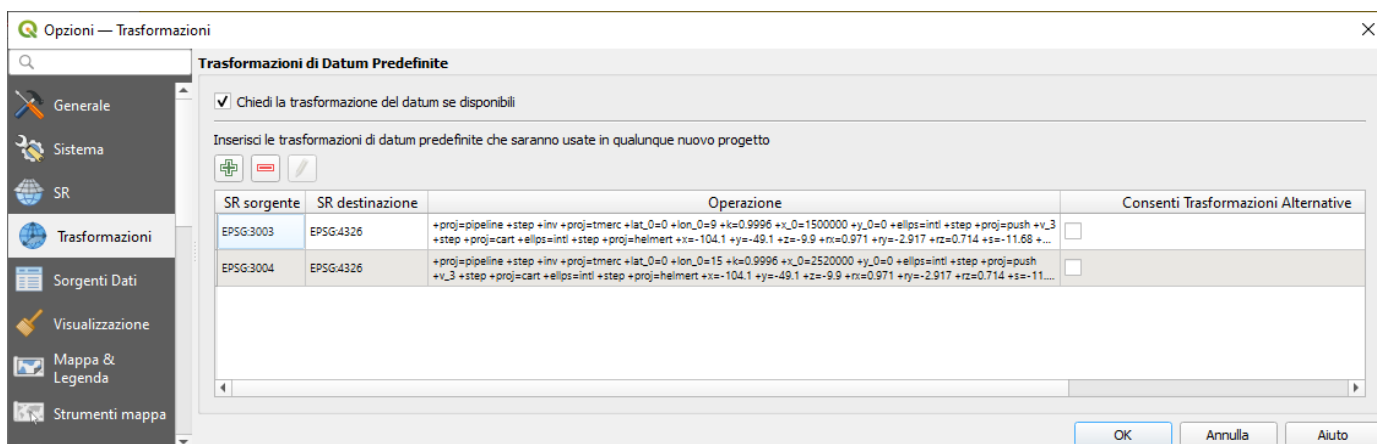 Opzioni — Trasformazioni
Trasformazioni di Datum Predefinite
Generale
Sistema
SR
Trasformazioni
Sorgenti Dati
Visualizzazione
Mappa &
Legenda
Strumenti mappa
Chiedi la trasformazione del datum se disponibili
Inserisci le trasformazioni di datum predefinite che saranno usate in qualunque nuovo progetto
SR sorgente SR destinazione Operazione Consenti Trasformazioni Alternative
EPSG:3003 EPSG:4326 +proj=pipeline +step +inv +proj=tmerc +lat_0=0 +lon_0=9 +k=0.9996 +x_0=1500000 +y_0=0 +ellps=intl +step +proj=push +v_3
+step +proj=cart +ellps=intl +step +proj=helmert +x=-104.1 +y=-49.1 +z=-9.9 +rx=0.971 +ry=-2.917 +rz=0.714 +s=-11.68 +...
EPSG:3004 EPSG:4326 +proj=pipeline +step +inv +proj=tmerc +lat_0=0 +lon_0=15 +k=0.9996 +x_0=2520000 +y_0=0 +ellps=intl +step +proj=push
+v_3 +step +proj=cart +ellps=intl +step +proj=helmert +x=-104.1 +y=-49.1 +z=-9.9 +rx=0.971 +ry=-2.917 +rz=0.714 +s=-11....
OK Annulla Aiuto